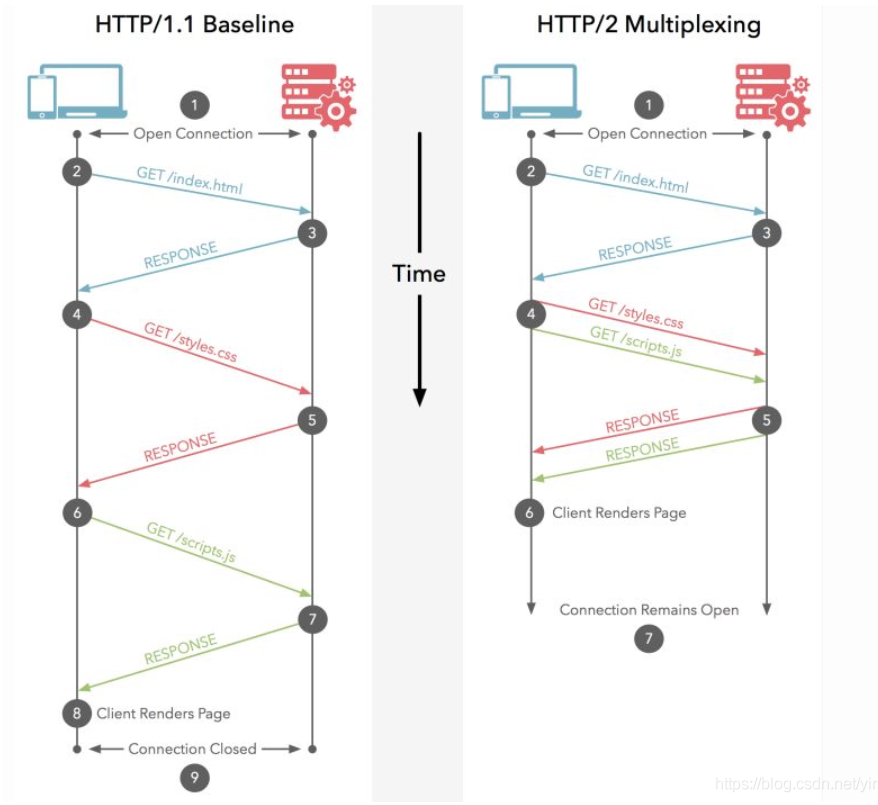 HTTP/1.1 Baseline
1
Open Connection
2
GET /index.html
3
RESPONSE
4
GET /styles.css
5
RESPONSE
6
GET /scripts.js
7
RESPONSE
8 Client Renders Page
Connection Closed
9
Time
HTTP/2 Multiplexing
1
Open Connection
2
GET /index.html
3
RESPONSE
4
GET /styles.css
GET /scripts.js
5
RESPONSE
RESPONSE
6 Client Renders Page
Connection Remains Open
7
https://blog.csdn.net/yir